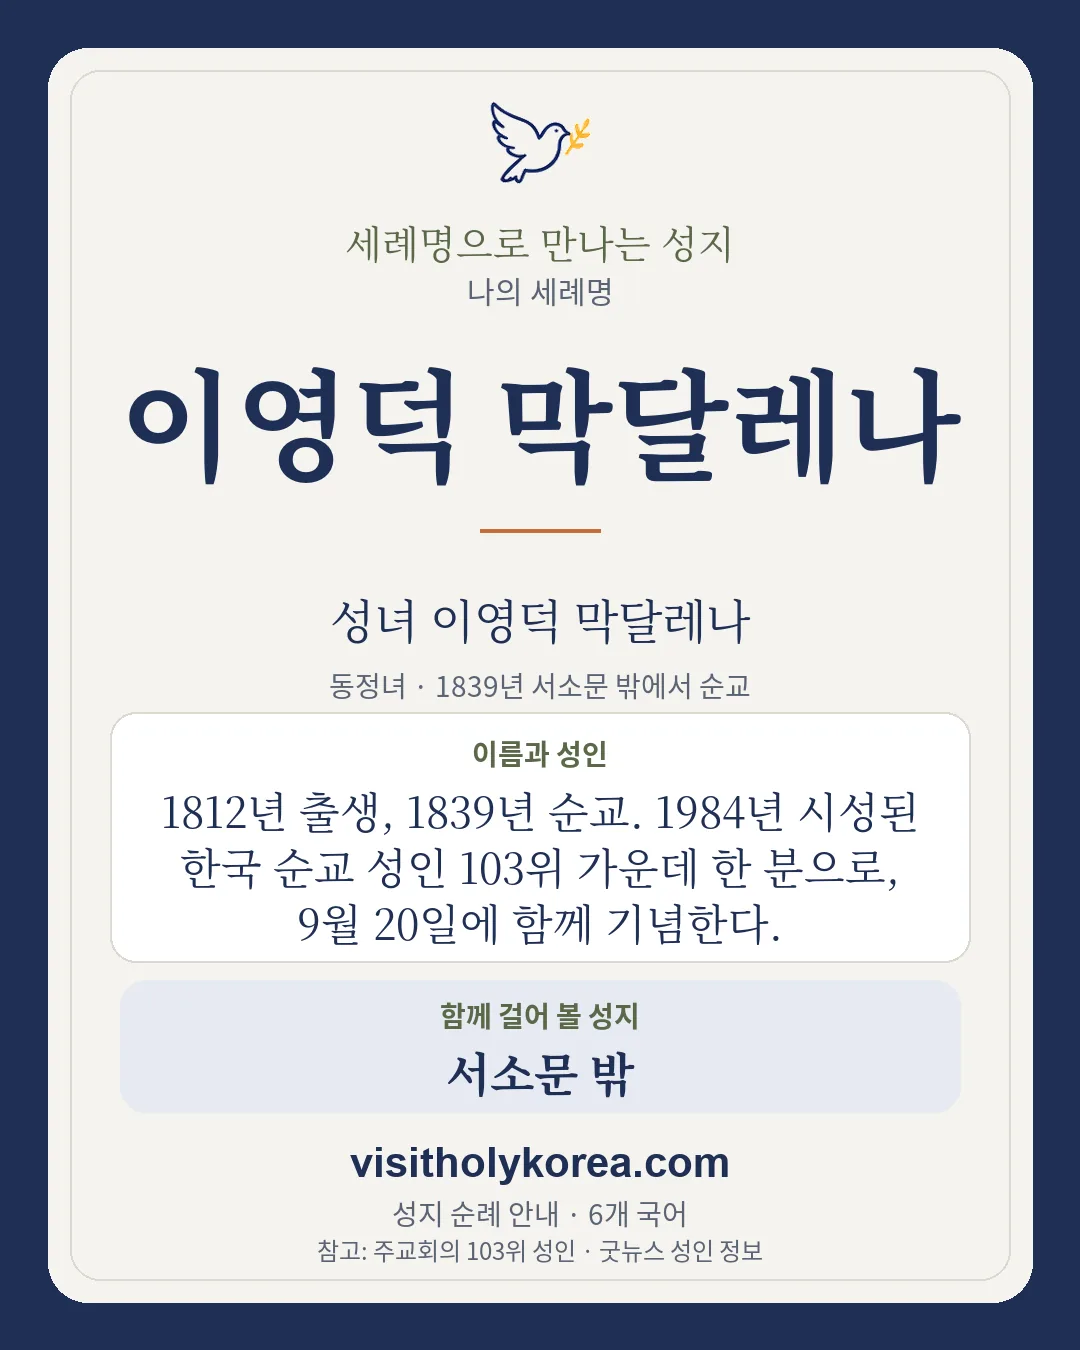 세례명으로 만나는 성지
나의 세례명
이영덕 막달레나
성녀 이영덕 막달레나
동정녀 · 1839년 서소문 밖에서 순교
이름과 성인
1812년 출생, 1839년 순교. 1984년 시성된
한국 순교 성인 103위 가운데 한 분으로,
9월 20일에 함께 기념한다.
함께 걸어 볼 성지
서소문 밖
visitholykorea.com
성지 순례 안내 · 6개 국어
참고: 주교회의 103위 성인 · 굿뉴스 성인 정보